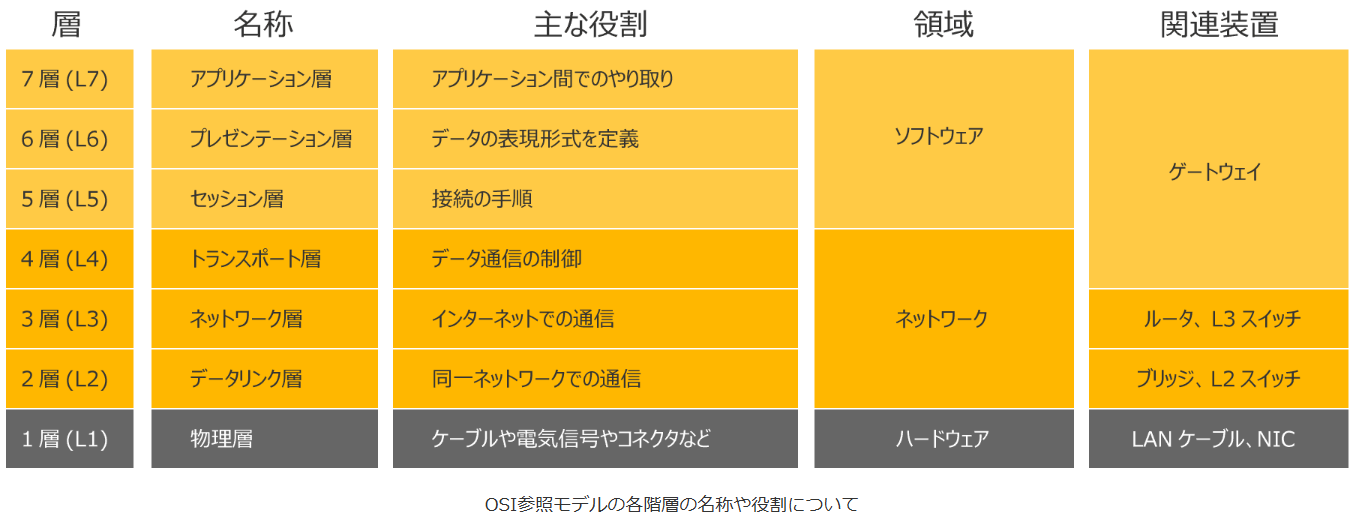 層 名称 主な役割 領域 関連装置
7 層 (L7) アプリケーション層 アプリケーション間でのやり取り
6 層 (L6) プレゼンテーション層 データの表現形式を定義 ソフトウェア
ゲートウェイ
5 層 (L5) セッション層 接続の手順
4 層 (L4) トランスポート層 データ通信の制御
3 層 (L3) ネットワーク層 インターネットでの通信 ネットワーク ルータ、L3 スイッチ
2 層 (L2) データリンク層 同一ネットワークでの通信 ブリッジ、L2 スイッチ
1 層 (L1) 物理層 ケーブルや電気信号やコネクタなど ハードウェア LAN ケーブル、NIC
OSI参照モデルの各階層の名称や役割について